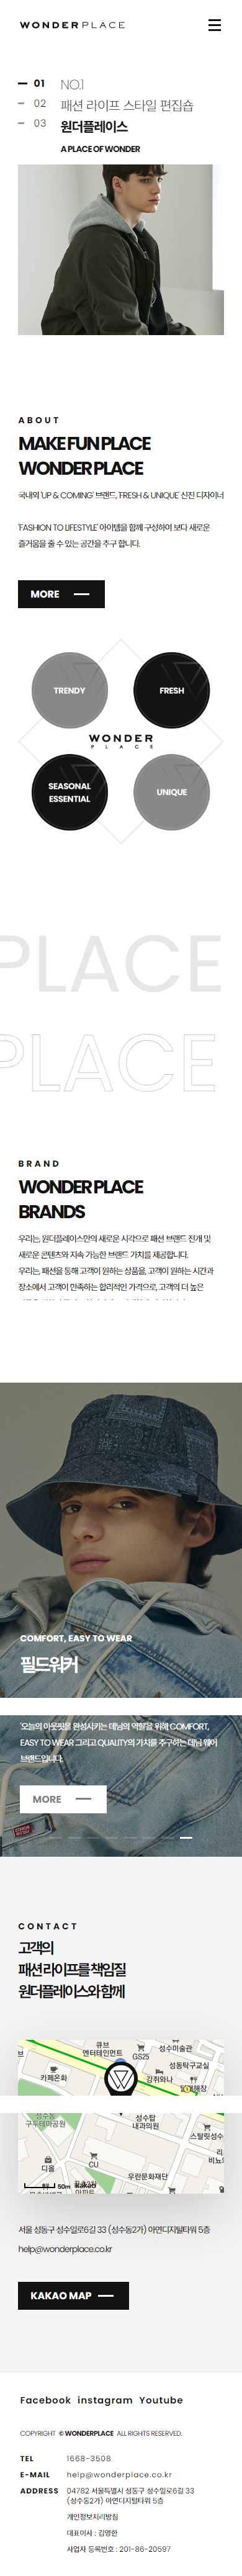 WONDERPLACE
01
02
03
NO.1
패션 라이프 스타일 편집숍
원더플레이스
A PLACE OF WONDER
ABOUT
MAKE FUN PLACE
WONDER PLACE
국내외 'UP & COMING' 브랜드, 'FRESH & UNIQUE' 신진 디자이너
'FASHION TO LIFESTYLE' 아이템을 함께 구성하여 보다 새로운
즐거움을 줄 수 있는 공간을 추구 합니다.
MORE
TRENDY
FRESH
WONDER
PLACE
SEASONAL
ESSENTIAL
UNIQUE
PLACE
PLACE
BRAND
WONDER PLACE
BRANDS
우리는, 원더플레이스만의 새로운 시각으로 패션 브랜드 전개 및
새로운 콘텐츠와 지속 가능한 브랜드 가치를 제공합니다.
우리는, 패션을 통해 고객이 원하는 상품을, 고객이 원하는 시간과
장소에서 고객이 만족하는 합리적인 가격으로, 고객의 더 높은
COMFORT, EASY TO WEAR
필드워커
'오늘의 아웃핏을 완성시키는 데님의 역할'을 위해 COMFORT,
EASY TO WEAR 그리고 QUALITY의 가치를 추구하는 데님 웨어
브랜드입니다.
MORE
CONTACT
고객의
패션 라이프를 책임질
원더플레이스와 함께
큐브
엔터테인먼트
GS25
성수미술관
성동탁구교실
카페온화
강쥐와나
구두테마공원
성수탑
내과의원
스탈릿성수
디올
CU
우란문화재단
50m
kakao
서울 성동구 성수일로6길 33 (성수동2가) 아연디지털타워 5층
help@wonderplace.co.kr
KAKAO MAP
Facebook instagram Youtube
COPYRIGHT © WONDERPLACE ALL RIGHTS RESERVED.
TEL 1668-3508
E-MAIL help@wonderplace.co.kr
ADDRESS 04782 서울특별시 성동구 성수일로6길 33
(성수동2가) 아연디지털타워 5층
개인정보처리방침
대표이사 : 김영한
사업자 등록번호 : 201-86-20597